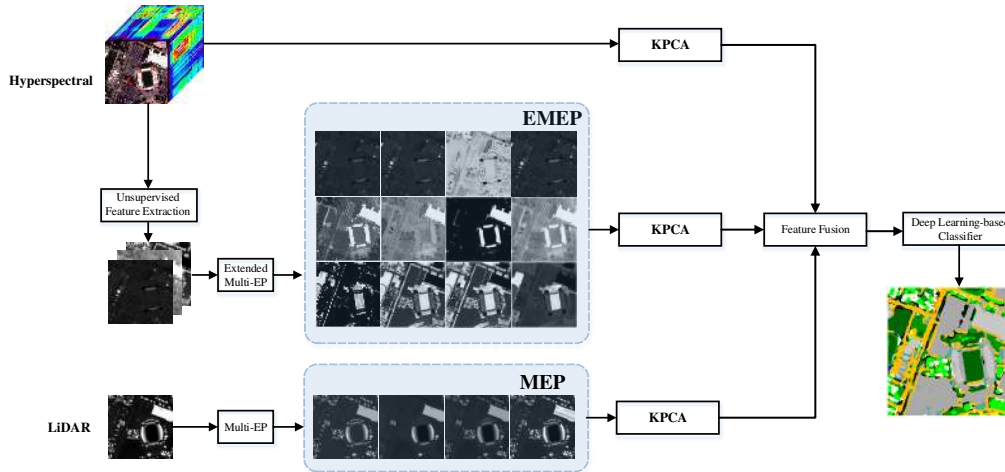 KPCA
Hyperspectral
EMEP
Unsupervised
Feature Extraction
KPCA
Feature Fusion
Deep Learning-based
Classifier
Extended
Multi-EP
MEP
LiDAR
Multi-EP
KPCA